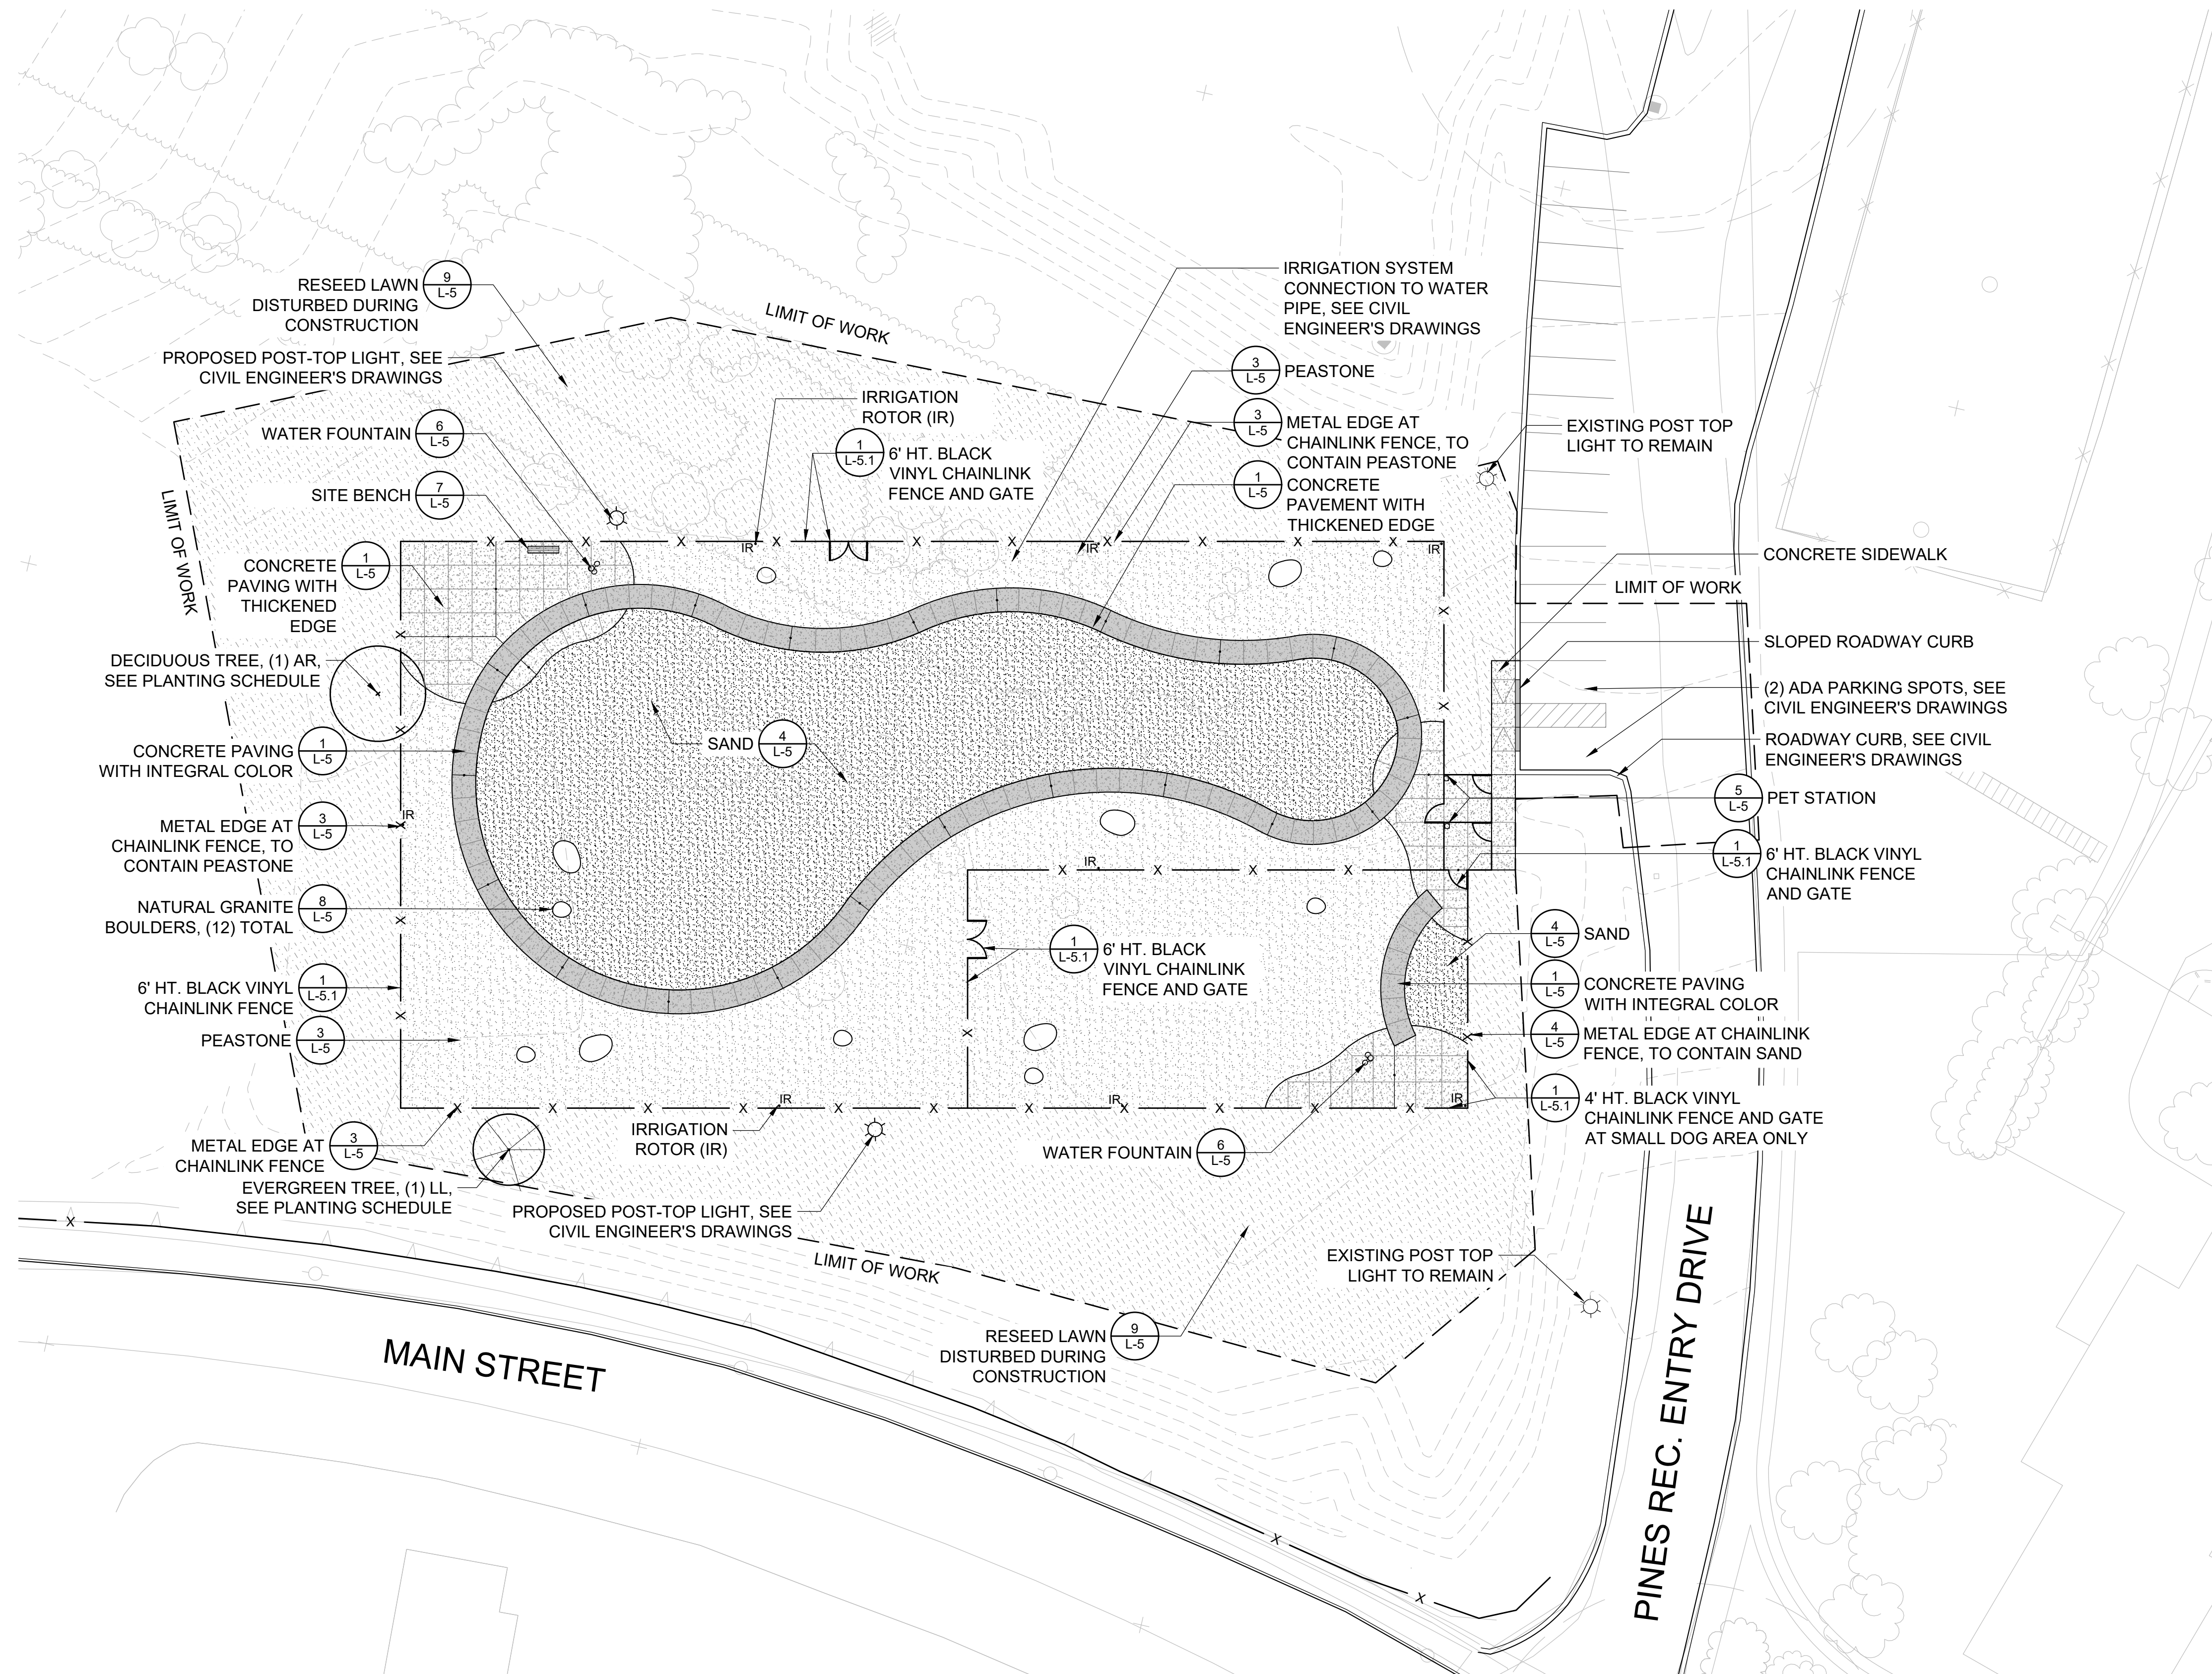 RESEED LAWN
DISTURBED DURING
CONSTRUCTION
9
L-5
PROPOSED POST-TOP LIGHT, SEE
CIVIL ENGINEER'S DRAWINGS
WATER FOUNTAIN
6
L-5
SITE BENCH
7
L-5
CONCRETE
PAVING WITH
THICKENED
EDGE
1
L-5
DECIDUOUS TREE, (1) AR,
SEE PLANTING SCHEDULE
CONCRETE PAVING
WITH INTEGRAL COLOR
1
L-5
METAL EDGE AT
CHAINLINK FENCE, TO
CONTAIN PEASTONE
3
L-5
NATURAL GRANITE
BOULDERS, (12) TOTAL
8
L-5
6' HT. BLACK VINYL
CHAINLINK FENCE
1
L-5.1
PEASTONE
3
L-5
METAL EDGE AT
CHAINLINK FENCE
3
L-5
EVERGREEN TREE, (1) LL,
SEE PLANTING SCHEDULE
LIMIT OF WORK
LIMIT OF WORK
IRRIGATION
ROTOR (IR)
1
L-5.1
6' HT. BLACK
VINYL CHAINLINK
FENCE AND GATE
IRRIGATION SYSTEM
CONNECTION TO WATER
PIPE, SEE CIVIL
ENGINEER'S DRAWINGS
3
L-5
PEASTONE
3
L-5
METAL EDGE AT
CHAINLINK FENCE, TO
CONTAIN PEASTONE
1
L-5
CONCRETE
PAVEMENT WITH
THICKENED EDGE
EXISTING POST TOP
LIGHT TO REMAIN
CONCRETE SIDEWALK
LIMIT OF WORK
SLOPED ROADWAY CURB
(2) ADA PARKING SPOTS, SEE
CIVIL ENGINEER'S DRAWINGS
ROADWAY CURB, SEE CIVIL
ENGINEER'S DRAWINGS
5
L-5
PET STATION
1
L-5.1
6' HT. BLACK VINYL
CHAINLINK FENCE
AND GATE
IR
IR
IR
IR
IR
IR
IR
IR
SAND
4
L-5
1
L-5.1
6' HT. BLACK
VINYL CHAINLINK
FENCE AND GATE
4
L-5
SAND
1
L-5
CONCRETE PAVING
WITH INTEGRAL COLOR
4
L-5
METAL EDGE AT CHAINLINK
FENCE, TO CONTAIN SAND
1
L-5.1
4' HT. BLACK VINYL
CHAINLINK FENCE AND GATE
AT SMALL DOG AREA ONLY
IRRIGATION
ROTOR (IR)
WATER FOUNTAIN
6
L-5
PROPOSED POST-TOP LIGHT, SEE
CIVIL ENGINEER'S DRAWINGS
LIMIT OF WORK
EXISTING POST TOP
LIGHT TO REMAIN
RESEED LAWN
DISTURBED DURING
CONSTRUCTION
9
L-5
MAIN STREET
PINES REC. ENTRY DRIVE